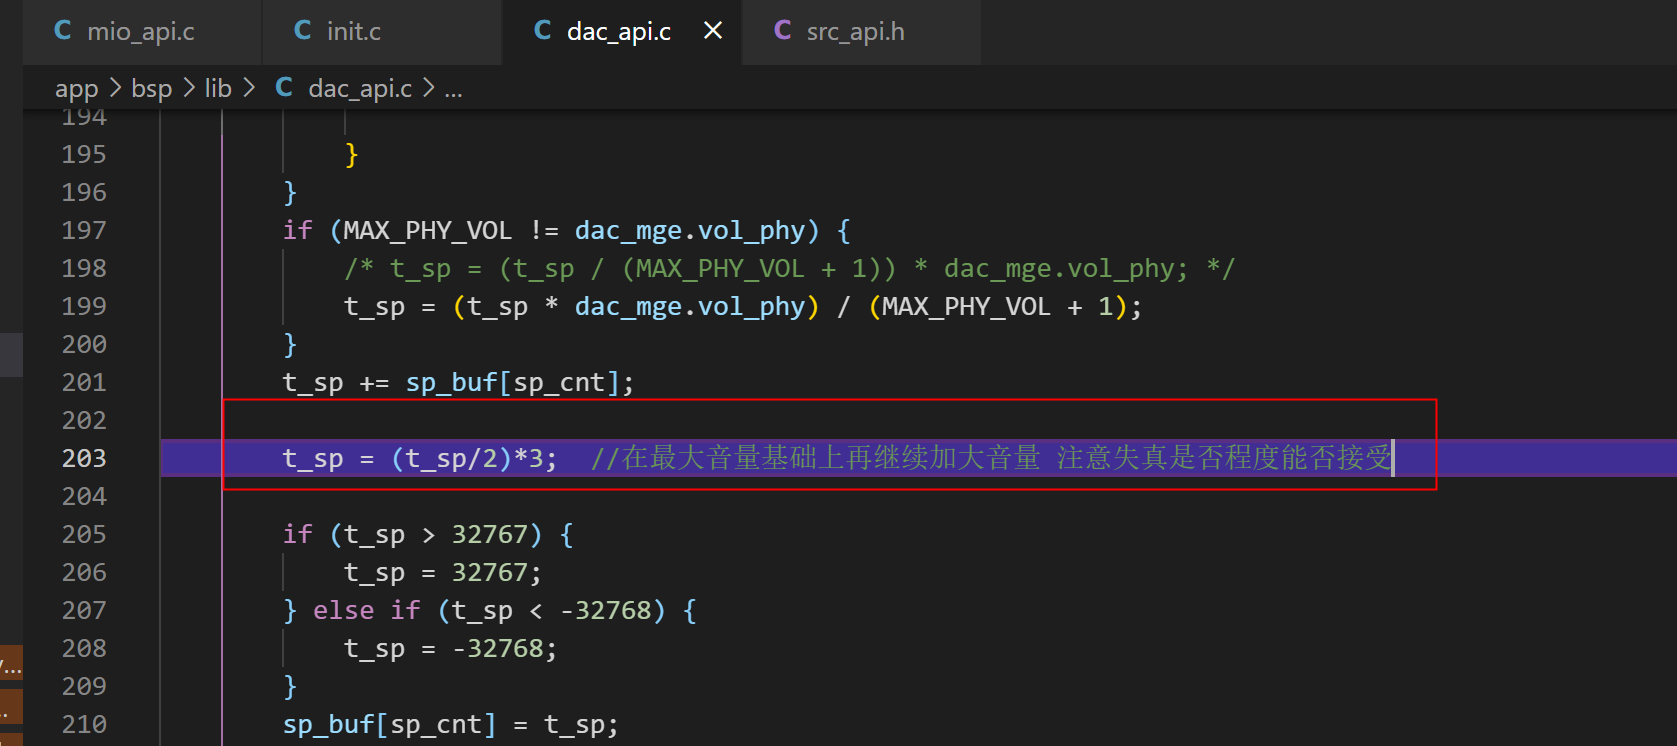 C mio_api.c C init.c C dac_api.c × C src_api.h
app > bsp > lib > C dac_api.c > ...
194
195 }
196 }
197 if (MAX_PHY_VOL != dac_mge.vol_phy) {
198 /* t_sp = (t_sp / (MAX_PHY_VOL + 1)) * dac_mge.vol_phy; */
199 t_sp = (t_sp * dac_mge.vol_phy) / (MAX_PHY_VOL + 1);
200 }
201 t_sp += sp_buf[sp_cnt];
202
203 t_sp = (t_sp/2)*3; //在最大音量基础上再继续加大音量 注意失真是否程度能否接受
204
205 if (t_sp > 32767) {
206 t_sp = 32767;
207 } else if (t_sp < -32768) {
208 t_sp = -32768;
209 }
210 sp_buf[sp_cnt] = t_sp;